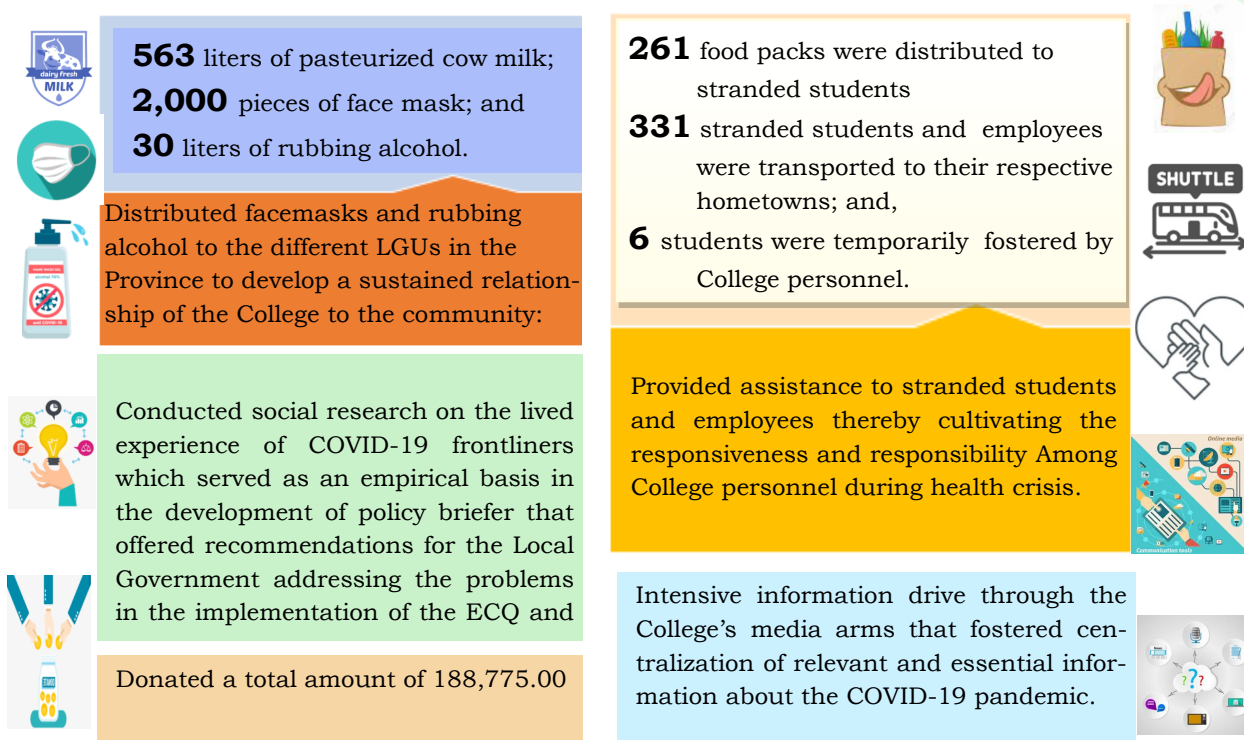 dairy fresh
MILK
563 liters of pasteurized cow milk;
2,000 pieces of face mask; and
30 liters of rubbing alcohol.
Distributed facemasks and rubbing
alcohol to the different LGUs in the
Province to develop a sustained relation-
ship of the College to the community:
Conducted social research on the lived
experience of COVID-19 frontliners
which served as an empirical basis in
the development of policy briefer that
offered recommendations for the Local
Government addressing the problems
in the implementation of the ECQ and
Donated a total amount of 188,775.00
261 food packs were distributed to
stranded students
331 stranded students and employees
were transported to their respective
hometowns; and,
6 students were temporarily fostered by
College personnel.
SHUTTLE
Provided assistance to stranded students
and employees thereby cultivating the
responsiveness and responsibility Among
College personnel during health crisis.
Online media
Communication tools
Intensive information drive through the
College's media arms that fostered cen-
tralization of relevant and essential infor-
mation about the COVID-19 pandemic.
???